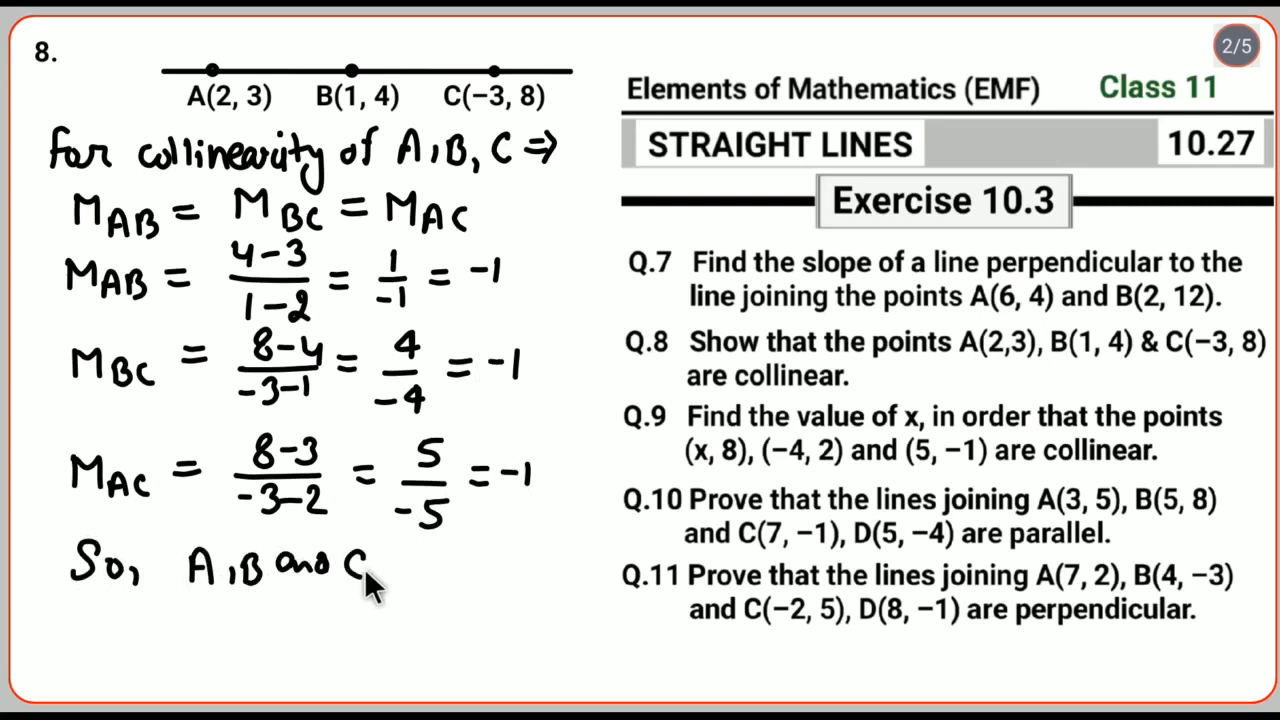 8.
A(2, 3) B(1, 4) C(−3, 8)
For collinearity of A, B, C ⇒
M_AB = M_BC = M_AC
M_AB = (4-3)/(1-2) = 1/-1 = -1
M_BC = (8-4)/(-3-1) = 4/-4 = -1
M_AC = (8-3)/(-3-2) = 5/-5 = -1
So, A, B and C
2/5
Elements of Mathematics (EMF) Class 11
STRAIGHT LINES 10.27
Exercise 10.3
Q.7 Find the slope of a line perpendicular to the
line joining the points A(6, 4) and B(2, 12).
Q.8 Show that the points A(2,3), B(1, 4) & C(−3, 8)
are collinear.
Q.9 Find the value of x, in order that the points
(x, 8), (−4, 2) and (5, −1) are collinear.
Q.10 Prove that the lines joining A(3, 5), B(5, 8)
and C(7, −1), D(5, −4) are parallel.
Q.11 Prove that the lines joining A(7, 2), B(4, −3)
and C(−2, 5), D(8, −1) are perpendicular.